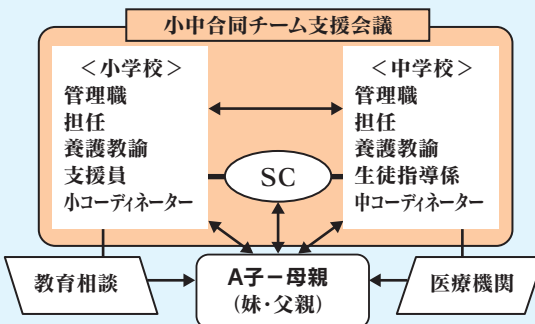 小中合同チーム支援会議
＜小学校＞
管理職
担任
養護教諭
支援員
小コーディネーター
＜中学校＞
管理職
担任
養護教諭
生徒指導係
中コーディネーター
SC
教育相談
A子－母親
(妹・父親)
医療機関